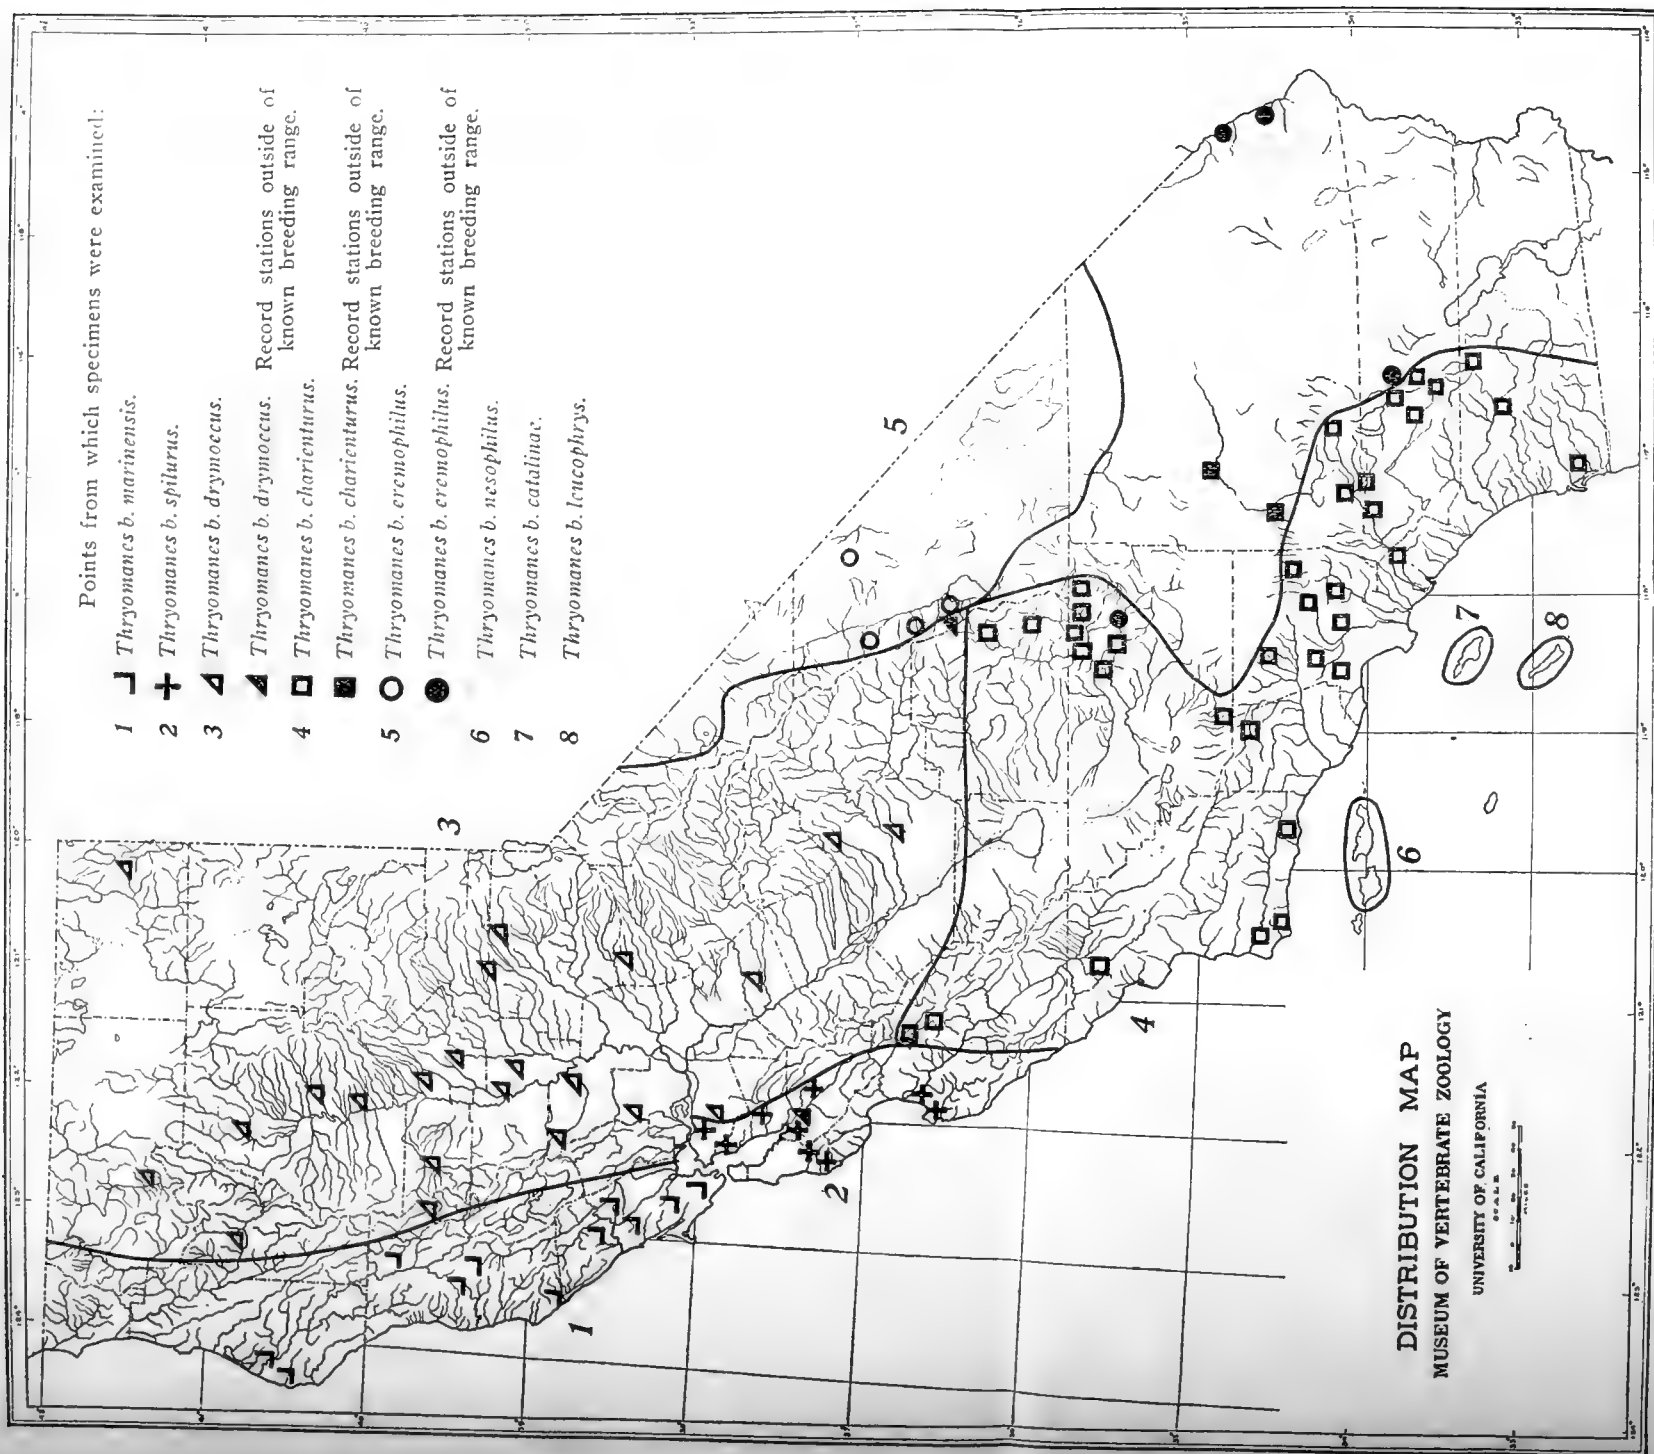 Points from which specimens were examined:
1 Thryomanes b. marinensis.
2 Thryomanes b. spilurus.
3 Thryomanes b. drymoccus.
Thryomanes b. drymoccus. Record stations outside of
known breeding range.
4 Thryomanes b. charienturus.
Thryomanes b. charienturus. Record stations outside of
known breeding range.
5 Thryomanes b. eremophilus.
Thryomanes b. eremophilus. Record stations outside of
known breeding range.
6 Thryomanes b. nesophilus.
7 Thryomanes b. catalinae.
8 Thryomanes b. leucophrys.
3
5
1
2
4
6
7
8
DISTRIBUTION MAP
MUSEUM OF VERTEBRATE ZOOLOGY
UNIVERSITY OF CALIFORNIA
SCALE